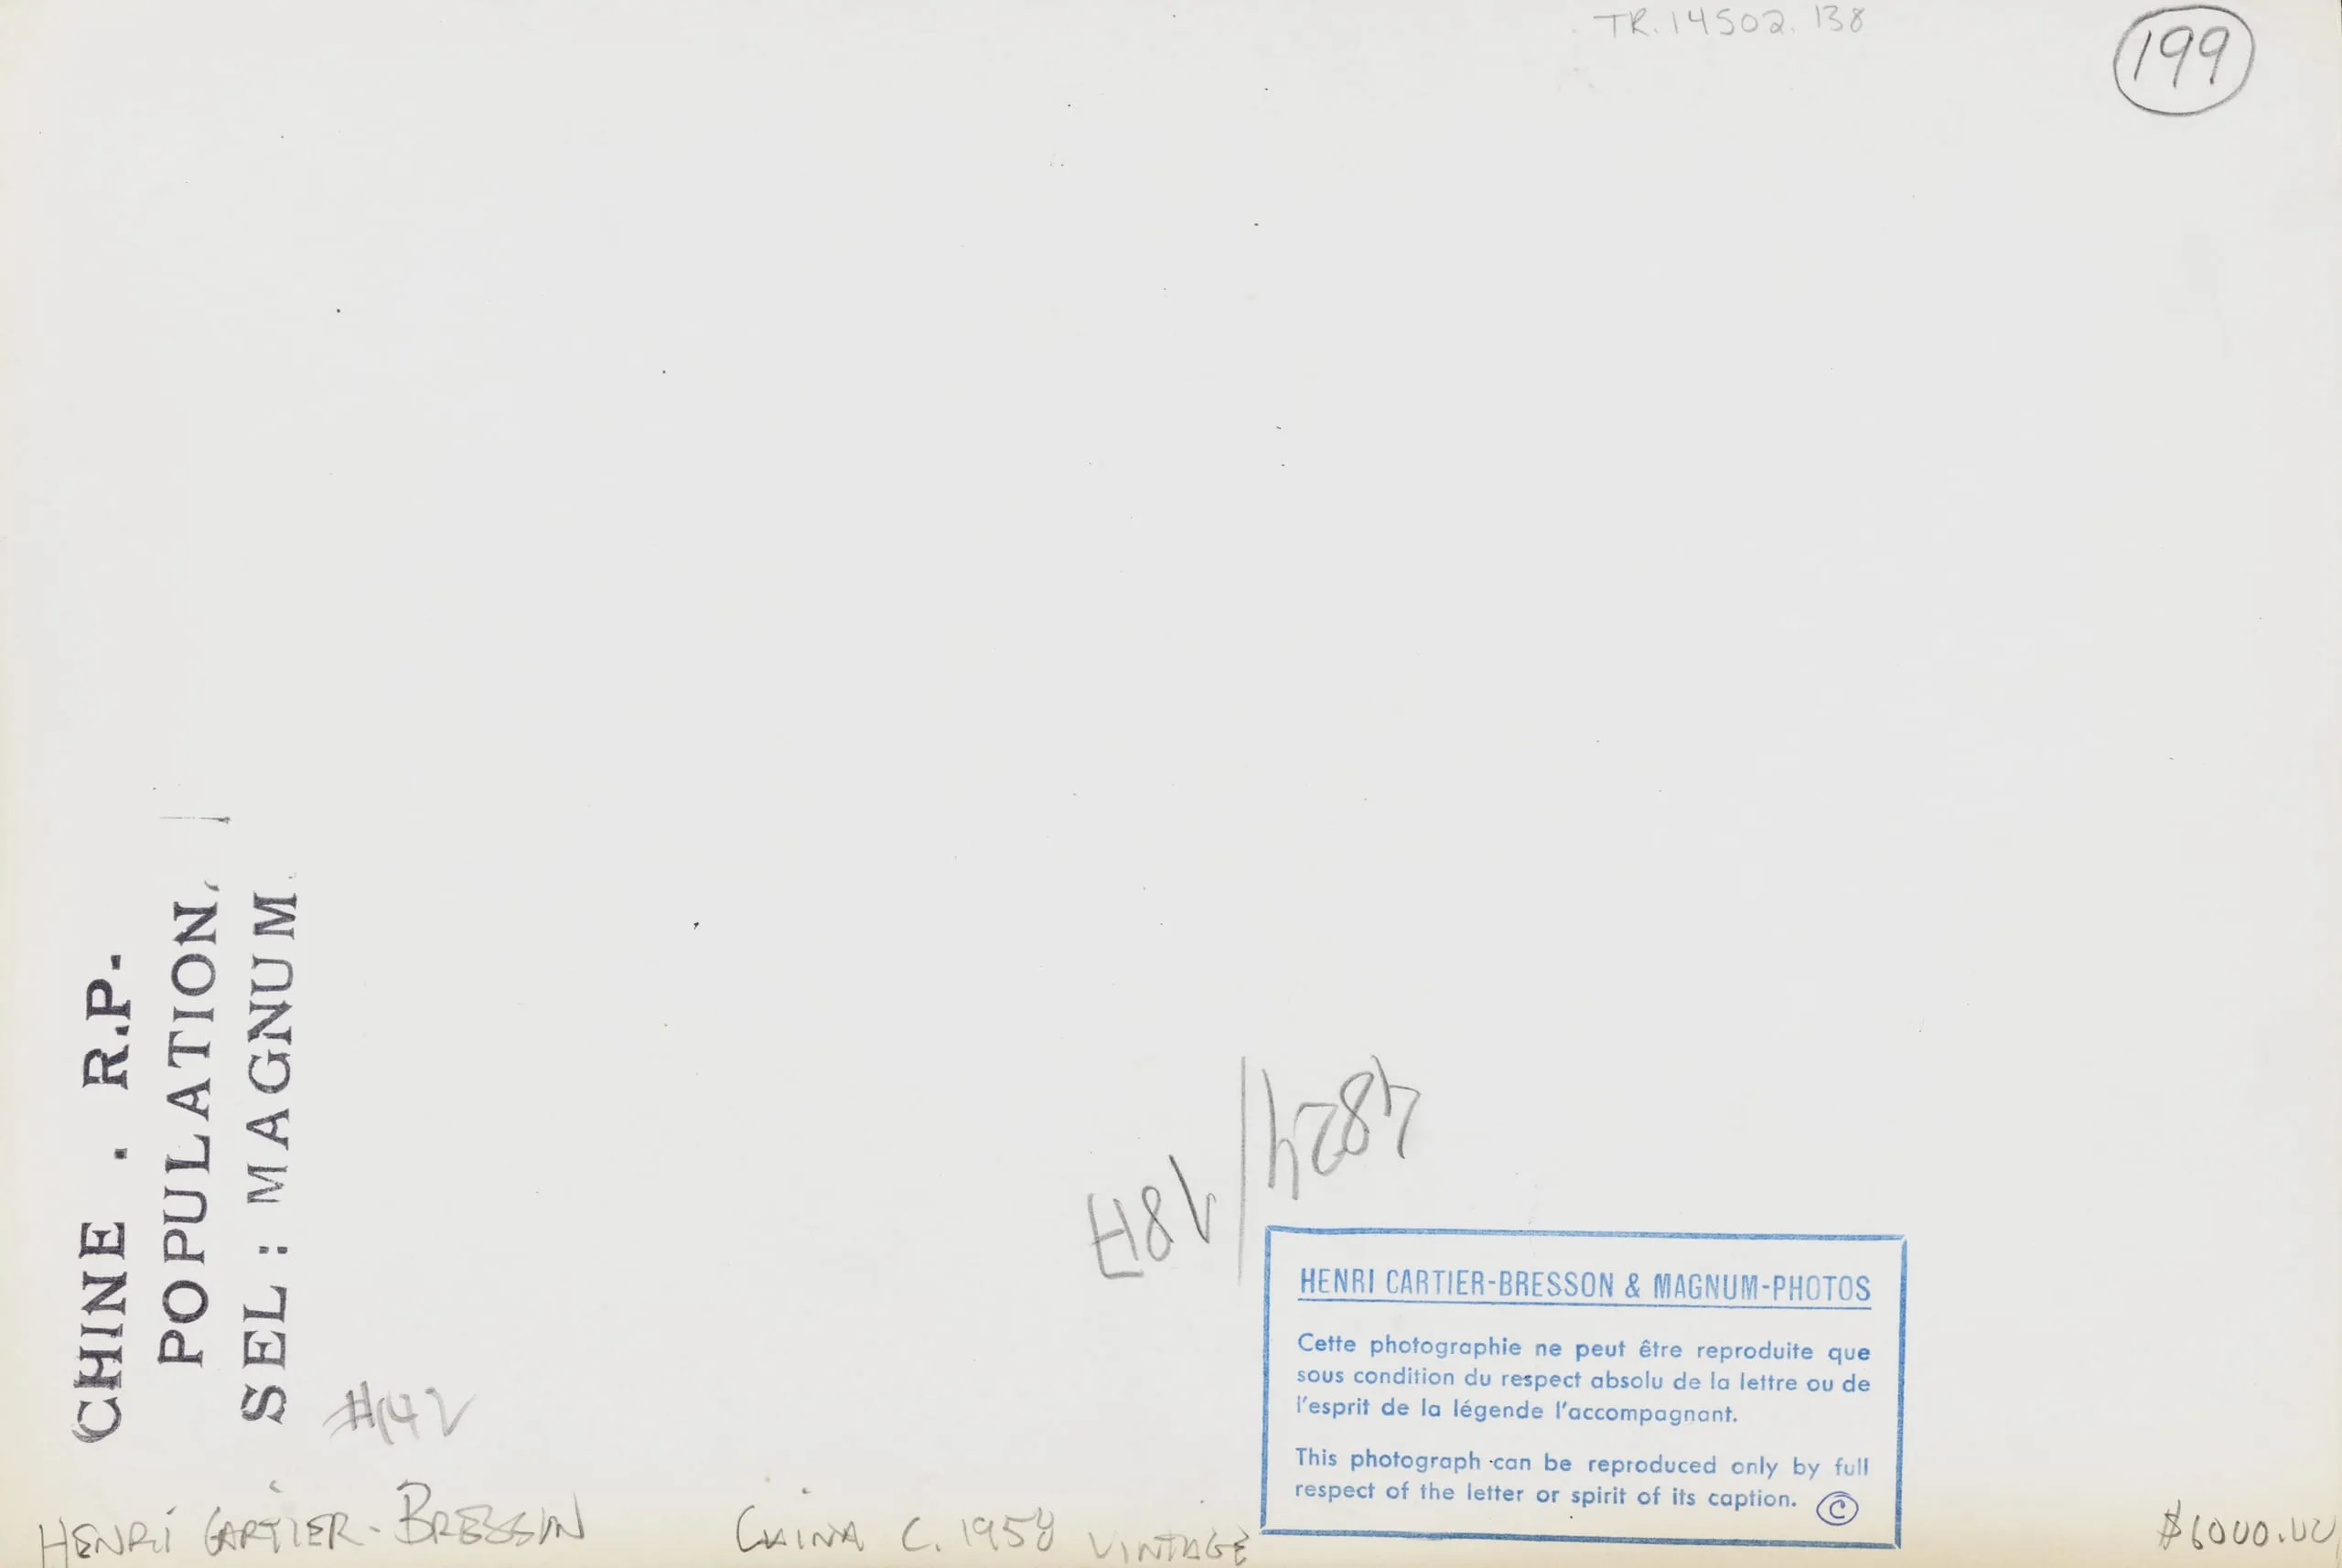 TR.14502.138
199
CHINE . R.P.
POPULATION,
SEL : MAGNUM
#142
H81/4824
HENRI CARTIER-BRESSON & MAGNUM-PHOTOS
Cette photographie ne peut être reproduite que
sous condition du respect absolu de la lettre ou de
l'esprit de la légende l'accompagnant.
This photograph can be reproduced only by full
respect of the letter or spirit of its caption. ©
HENRI CARTIER-BRESSON CHINA C. 1958 VINTAGE $6000.00